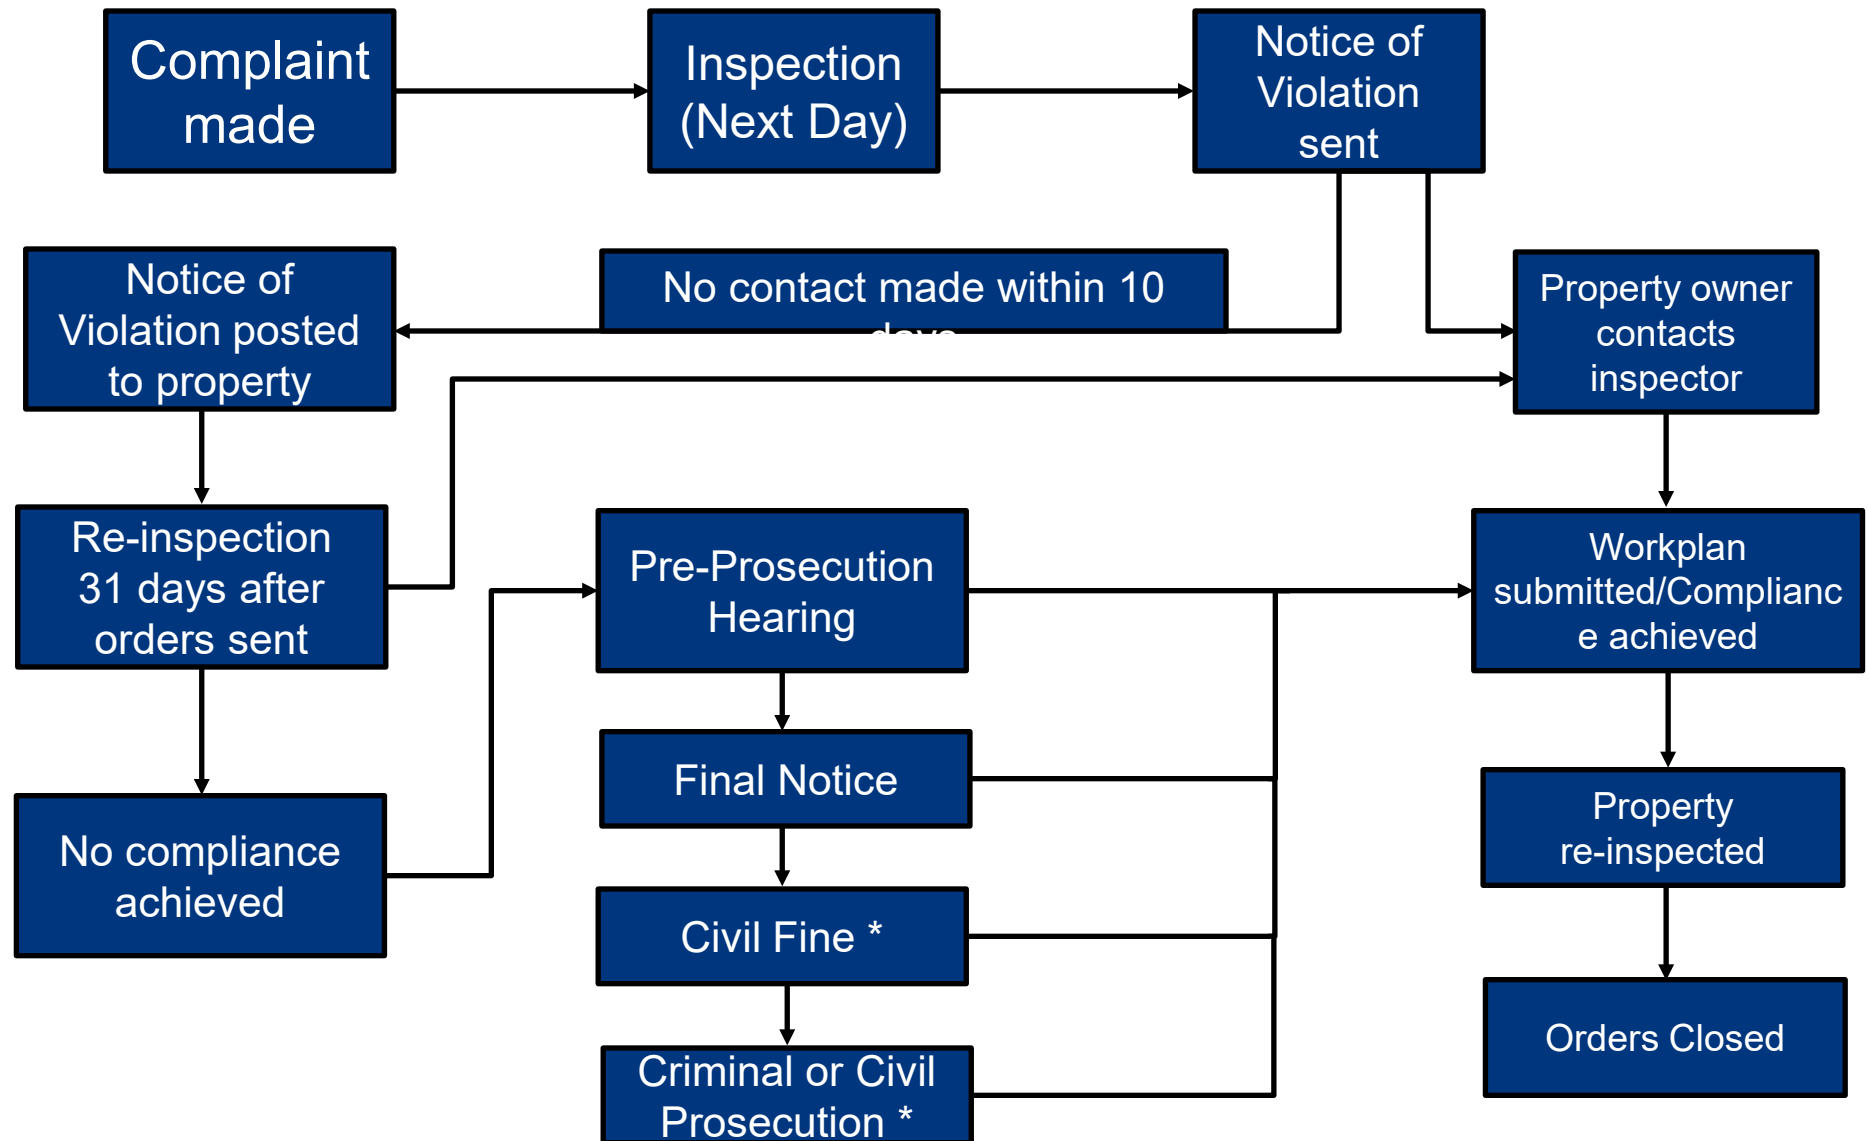 Complaint
made
Inspection
(Next Day)
Notice of
Violation
sent
Notice of
Violation posted
to property
No contact made within 10
days
Property owner
contacts
inspector
Re-inspection
31 days after
orders sent
Pre-Prosecution
Hearing
Workplan
submitted/Complianc
e achieved
Final Notice
No compliance
achieved
Property
re-inspected
Civil Fine *
Orders Closed
Criminal or Civil
Prosecution *